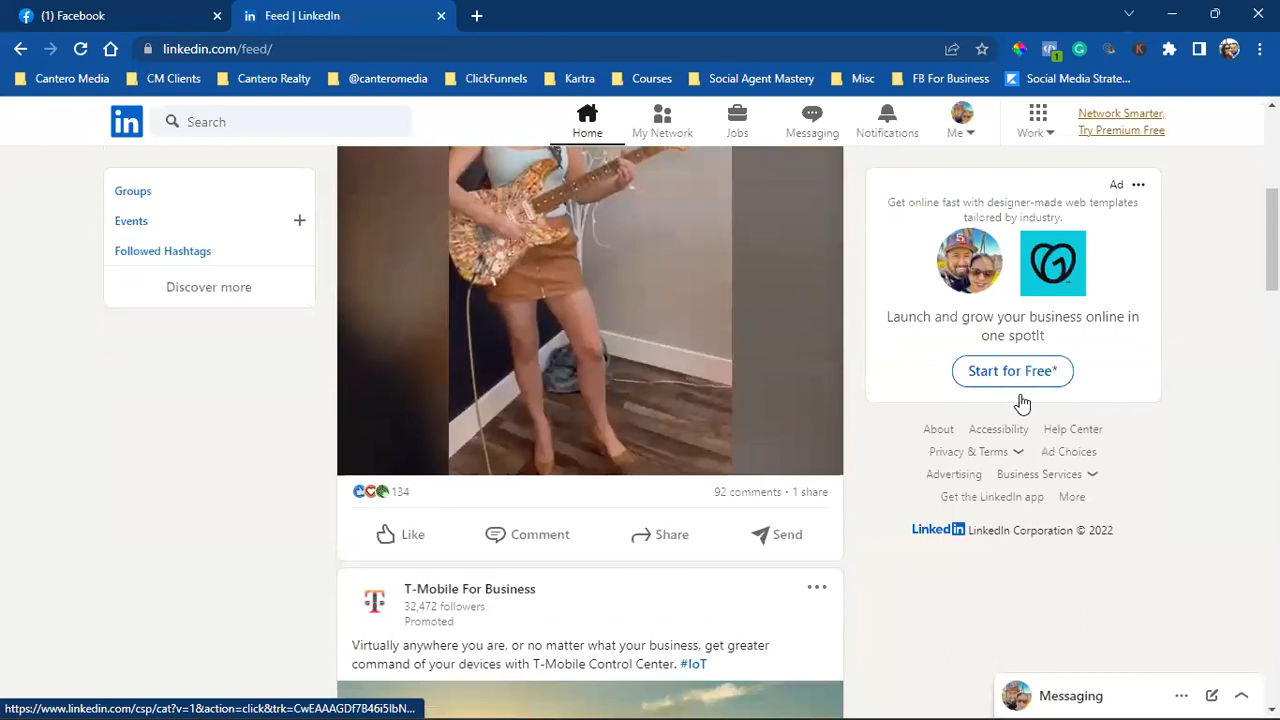 (1) Facebook
Feed | LinkedIn
linkedin.com/feed/
1
Cantero Media
CM Clients
Cantero Realty
@canteromedia
ClickFunnels
Kartra
Courses
Social Agent Mastery
Misc
FB For Business
Social Media Strate...
in
Search
Home
My Network
Jobs
Messaging
Notifications
Me
Work
Network Smarter,
Try Premium Free
Groups
Events
Followed Hashtags
Discover more
134
92 comments • 1 share
Like
Comment
Share
Send
T-Mobile For Business
32,472 followers
Promoted
Virtually anywhere you are, or no matter what your business, get greater
command of your devices with T-Mobile Control Center. #IoT
Ad
Get online fast with designer-made web templates
tailored by industry.
Launch and grow your business online in
one spotIt
Start for Free*
About Accessibility Help Center
Privacy & Terms Ad Choices
Advertising Business Services
Get the LinkedIn app More
LinkedIn LinkedIn Corporation © 2022
Messaging
https://www.linkedin.com/csp/cat?v=1&action=click&trk=CwEAAAGDf7B46i5IbN...